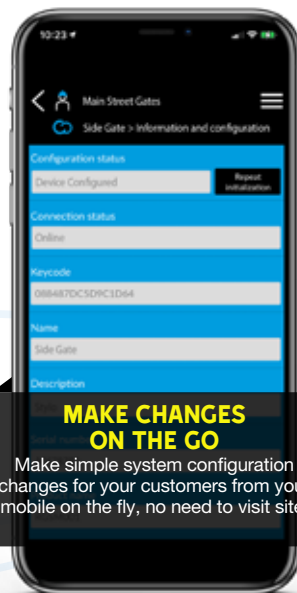 10:23
Main Street Gates
Side Gate > Information and configuration
Configuration status
Device Configured
Repeat
initialization
Connection status
Online
Keycode
088487DC5D9C1D64
Name
Side Gate
Description
MAKE CHANGES
ON THE GO
Make simple system configuration
changes for your customers from you
mobile on the fly, no need to visit site